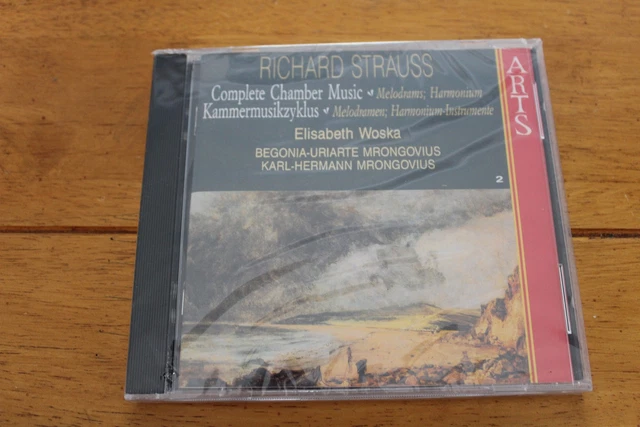 RICHARD STRAUSS
Complete Chamber Music ❦ Melodrams; Harmonium
Kammermusikzyklus ❦ Melodramen; Harmonium-Instrumente
Elisabeth Woska
BEGONIA-URIARTE MRONGOVIUS
KARL-HERMANN MRONGOVIUS
2
ARTS